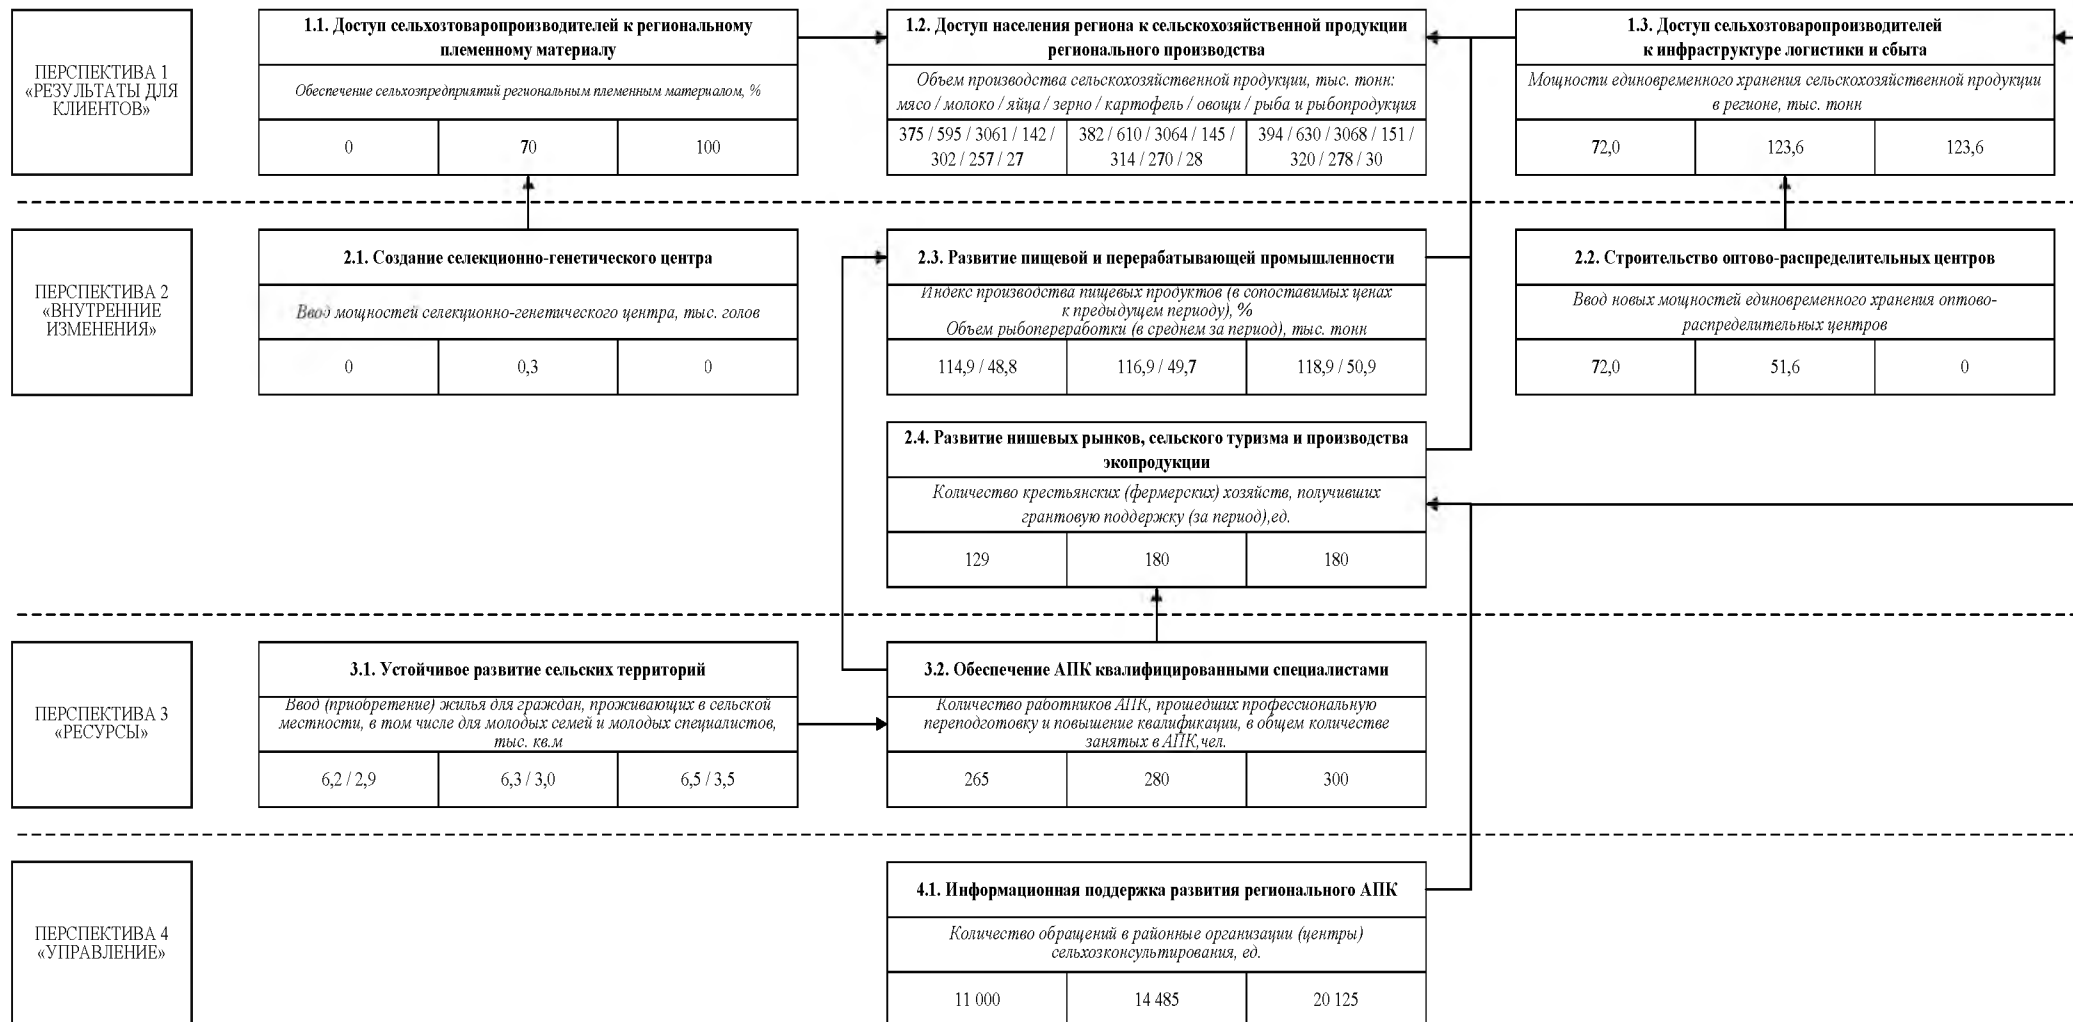 ПЕРСПЕКТИВА 1
«РЕЗУЛЬТАТЫ ДЛЯ
КЛИЕНТОВ»
1.1. Доступ сельхозтоваропроизводителей к региональному
племенному материалу
Обеспечение сельхозпредприятий региональным племенным материалом, %
0
70
100
1.2. Доступ населения региона к сельскохозяйственной продукции
регионального производства
Объем производства сельскохозяйственной продукции, тыс. тонн:
мясо / молоко / яйца / зерно / картофель / овощи / рыба и рыбопродукция
375 / 595 / 3061 / 142 /
302 / 257 / 27
382 / 610 / 3064 / 145 /
314 / 270 / 28
394 / 630 / 3068 / 151 /
320 / 278 / 30
1.3. Доступ сельхозтоваропроизводителей
к инфраструктуре логистики и сбыта
Мощности единовременного хранения сельскохозяйственной продукции
в регионе, тыс. тонн
72,0
123,6
123,6
ПЕРСПЕКТИВА 2
«ВНУТРЕННИЕ
ИЗМЕНЕНИЯ»
2.1. Создание селекционно-генетического центра
Ввод мощностей селекционно-генетического центра, тыс. голов
0
0,3
0
2.3. Развитие пищевой и перерабатывающей промышленности
Индекс производства пищевых продуктов (в сопоставимых ценах
к предыдущем периоду), %
Объем рыбопереработки (в среднем за период), тыс. тонн
114,9 / 48,8
116,9 / 49,7
118,9 / 50,9
2.2. Строительство оптово-распределительных центров
Ввод новых мощностей единовременного хранения оптово-
распределительных центров
72,0
51,6
0
2.4. Развитие нишевых рынков, сельского туризма и производства
экопродукции
Количество крестьянских (фермерских) хозяйств, получивших
грантовую поддержку (за период),ед.
129
180
180
ПЕРСПЕКТИВА 3
«РЕСУРСЫ»
3.1. Устойчивое развитие сельских территорий
Ввод (приобретение) жилья для граждан, проживающих в сельской
местности, в том числе для молодых семей и молодых специалистов,
тыс. кв.м
6,2 / 2,9
6,3 / 3,0
6,5 / 3,5
3.2. Обеспечение АПК квалифицированными специалистами
Количество работников АПК, прошедших профессиональную
переподготовку и повышение квалификации, в общем количестве
занятых в АПК,чел.
265
280
300
ПЕРСПЕКТИВА 4
«УПРАВЛЕНИЕ»
4.1. Информационная поддержка развития регионального АПК
Количество обращений в районные организации (центры)
сельхозконсультирования, ед.
11 000
14 485
20 125